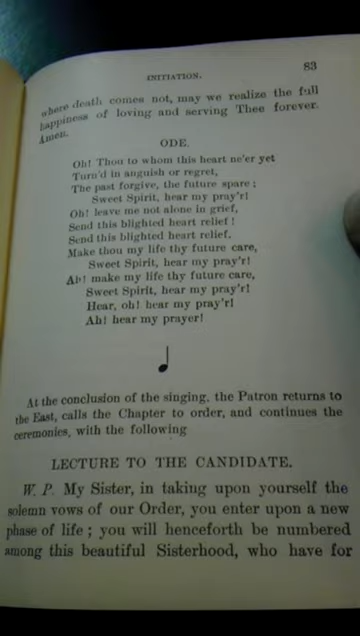 83
INITIATION.
where death comes not, may we realize the full
happiness of loving and serving Thee forever.
Amen.
ODE.
Oh! Thou to whom this heart ne'er yet
Turn'd in anguish or regret,
The past forgive, the future spare;
Sweet Spirit, hear my pray'r!
Oh! leave me not alone in grief,
Send this blighted heart relief!
Send this blighted heart relief.
Make thou my life thy future care,
Sweet Spirit, hear my pray'r!
Ah! make my life thy future care,
Sweet Spirit, hear my pray'r!
Hear, oh! hear my pray'r!
Ah! hear my prayer!
At the conclusion of the singing, the Patron returns to
the East, calls the Chapter to order, and continues the
ceremonies, with the following
LECTURE TO THE CANDIDATE.
W. P. My Sister, in taking upon yourself the
solemn vows of our Order, you enter upon a new
phase of life; you will henceforth be numbered
among this beautiful Sisterhood, who have for